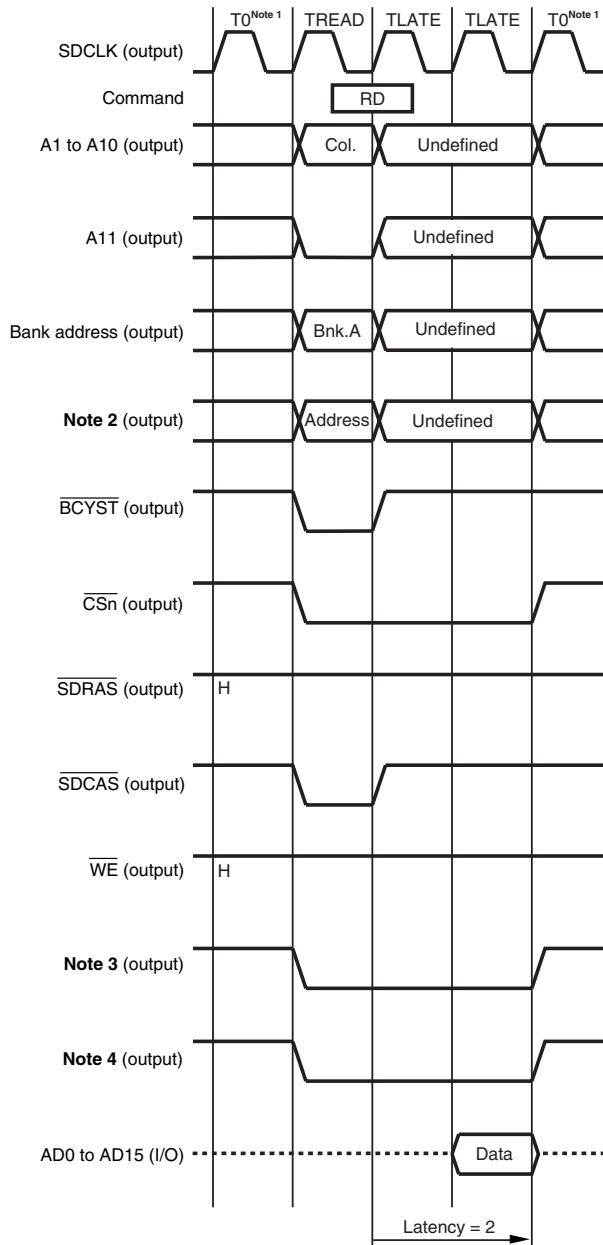 T0Note 1 TREAD TLATE TLATE T0Note 1
SDCLK (output)
Command RD
A1 to A10 (output) Col. Undefined
A11 (output) Undefined
Bank address (output) Bnk.A Undefined
Note 2 (output) Address Undefined
BCYST (output)
CSn (output)
SDRAS (output) H
SDCAS (output)
WE (output) H
Note 3 (output)
Note 4 (output)
AD0 to AD15 (I/O) Data
Latency = 2